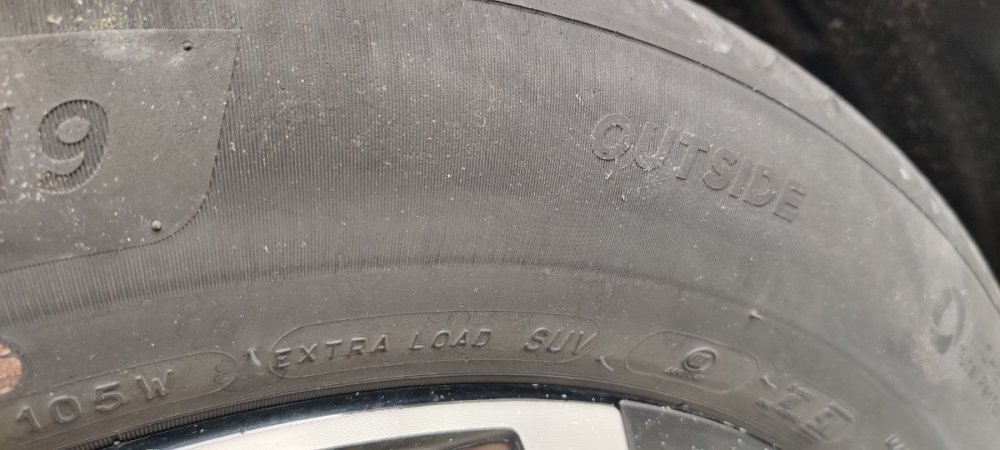 19
OUTSIDE
105W
EXTRA LOAD SUV